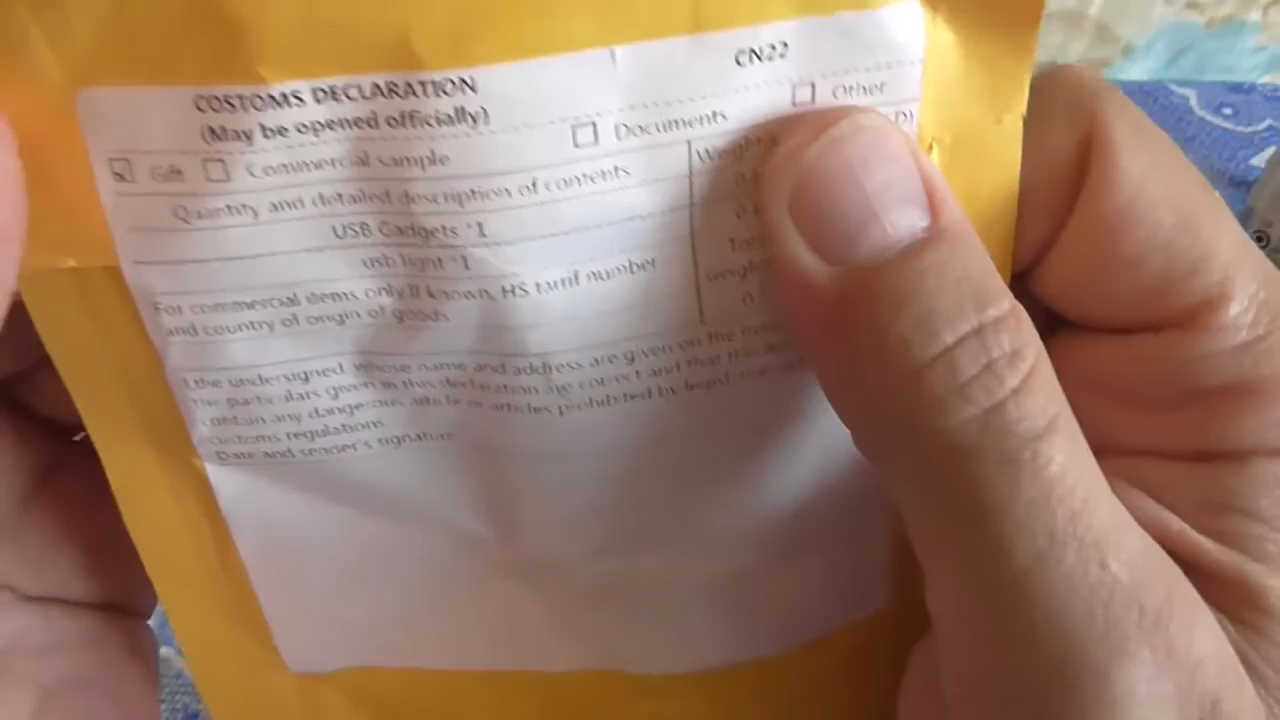 CUSTOMS DECLARATION CN22
(May be opened officially)
Gift Commercial sample Documents Other
Quantity and detailed description of contents Weight
USB Gadgets *1
usb light *1
For commercial items only If known, HS tariff number
and country of origin of goods
I the undersigned whose name and address are given on the
the particulars given in this declaration are correct and that this
contain any dangerous article or articles prohibited by
customs regulations
Date and sender's signature